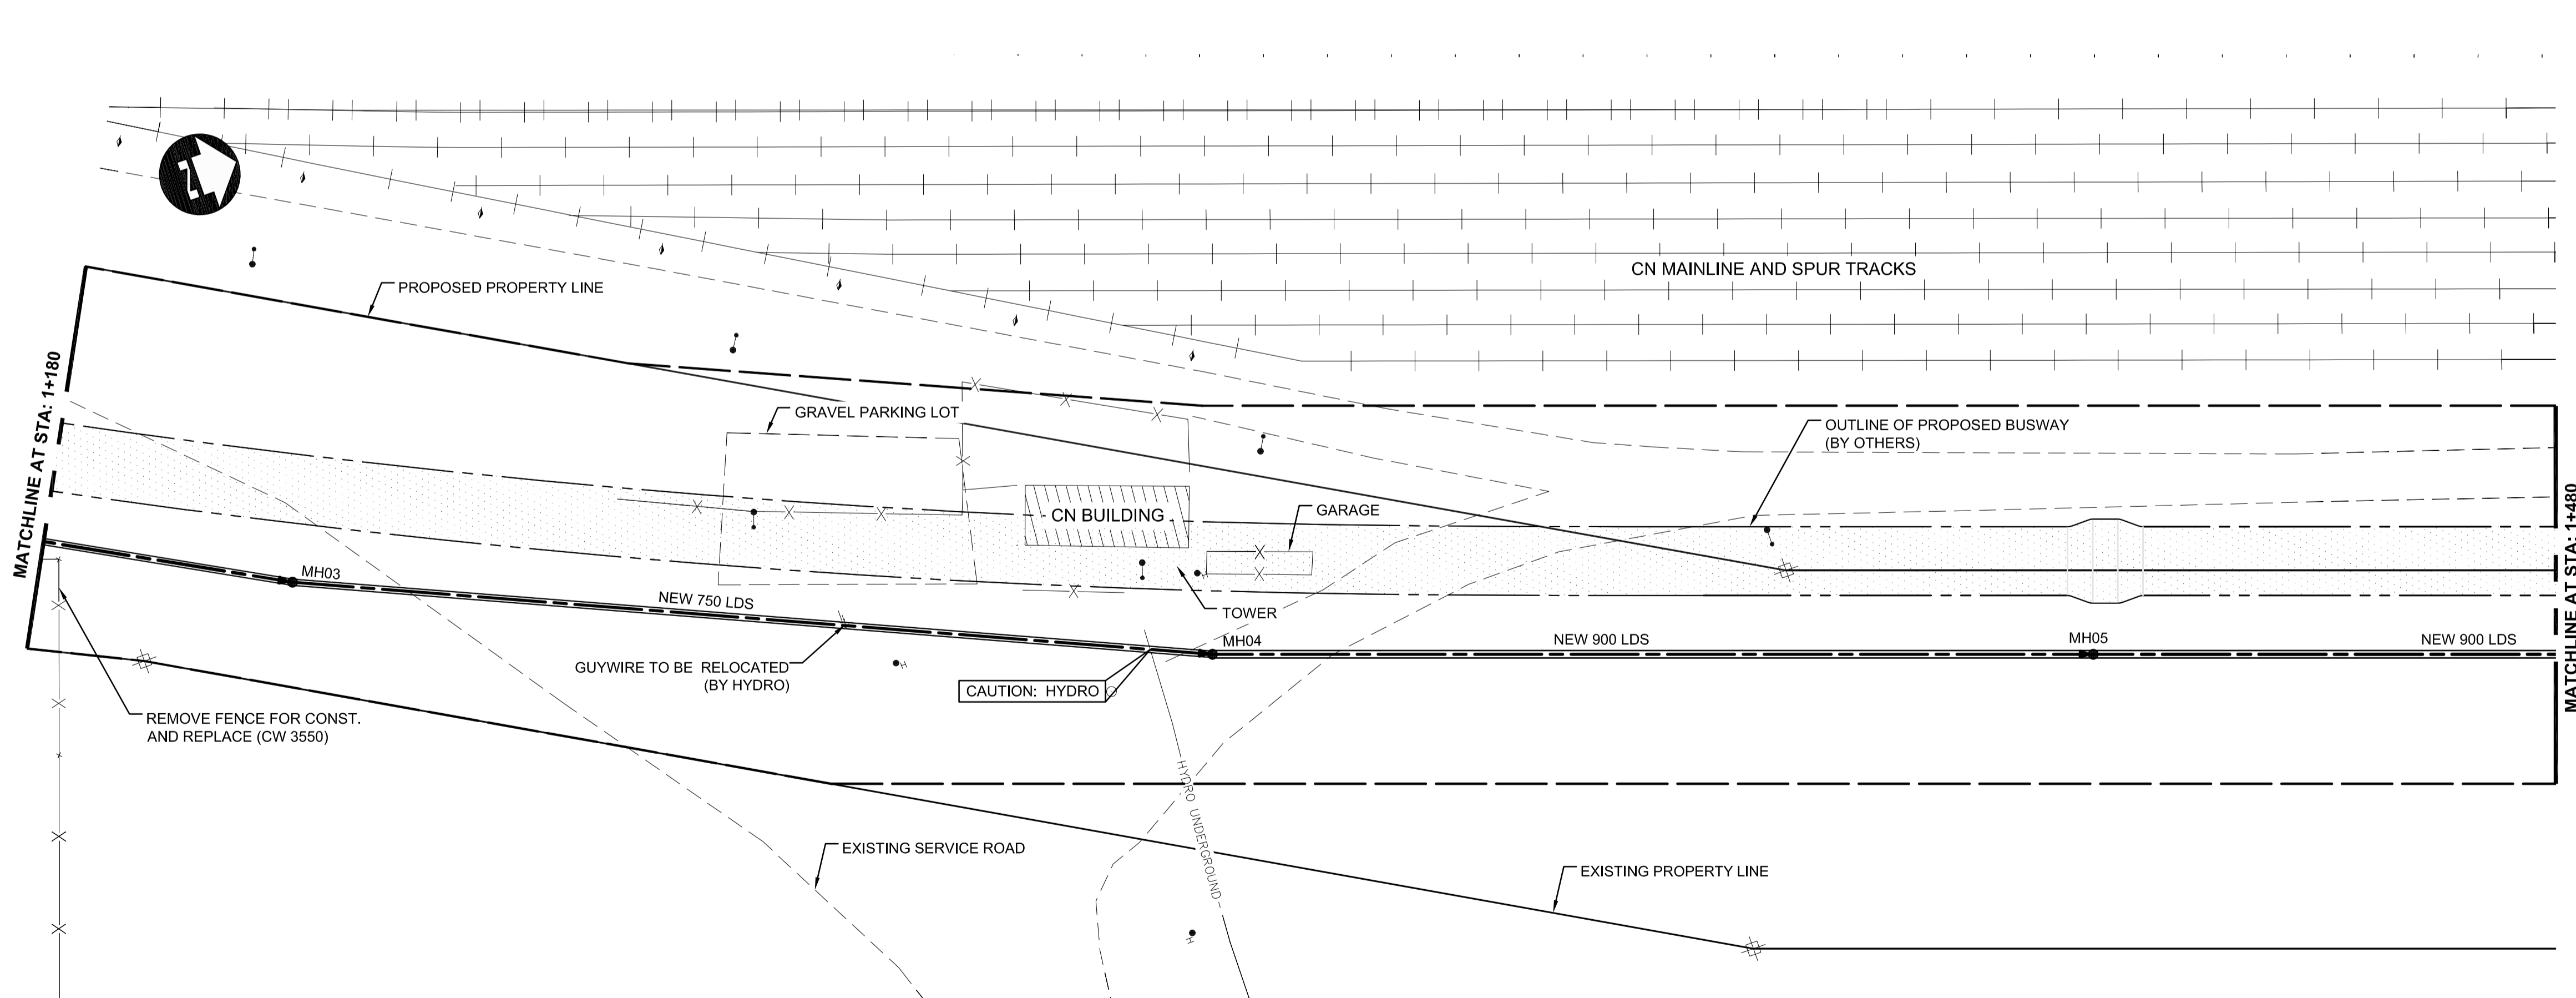 N
CN MAINLINE AND SPUR TRACKS
PROPOSED PROPERTY LINE
MATCHLINE AT STA: 1+180
GRAVEL PARKING LOT
OUTLINE OF PROPOSED BUSWAY
(BY OTHERS)
CN BUILDING
GARAGE
MATCHLINE AT STA: 1+480
MH03
NEW 750 LDS
TOWER
H
MH04
NEW 900 LDS
MH05
NEW 900 LDS
GUYWIRE TO BE RELOCATED
(BY HYDRO)
H
CAUTION: HYDRO
REMOVE FENCE FOR CONST.
AND REPLACE (CW 3550)
HYDRO UNDERGROUND
EXISTING SERVICE ROAD
EXISTING PROPERTY LINE
H